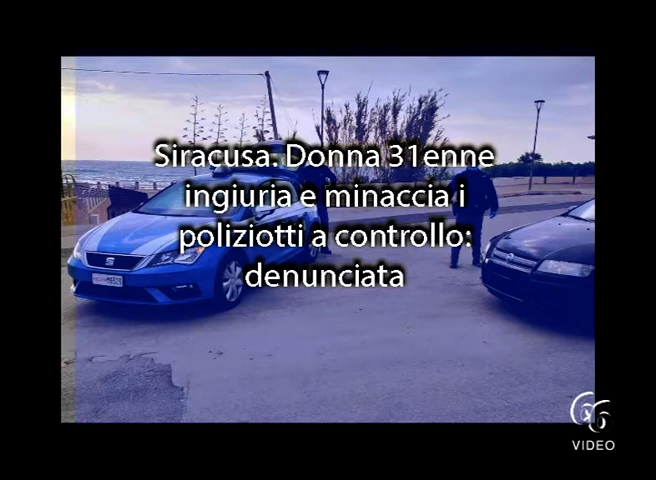 Siracusa. Donna 31enne
ingiuria e minaccia i
poliziotti a controllo:
denunciata
VIDEO